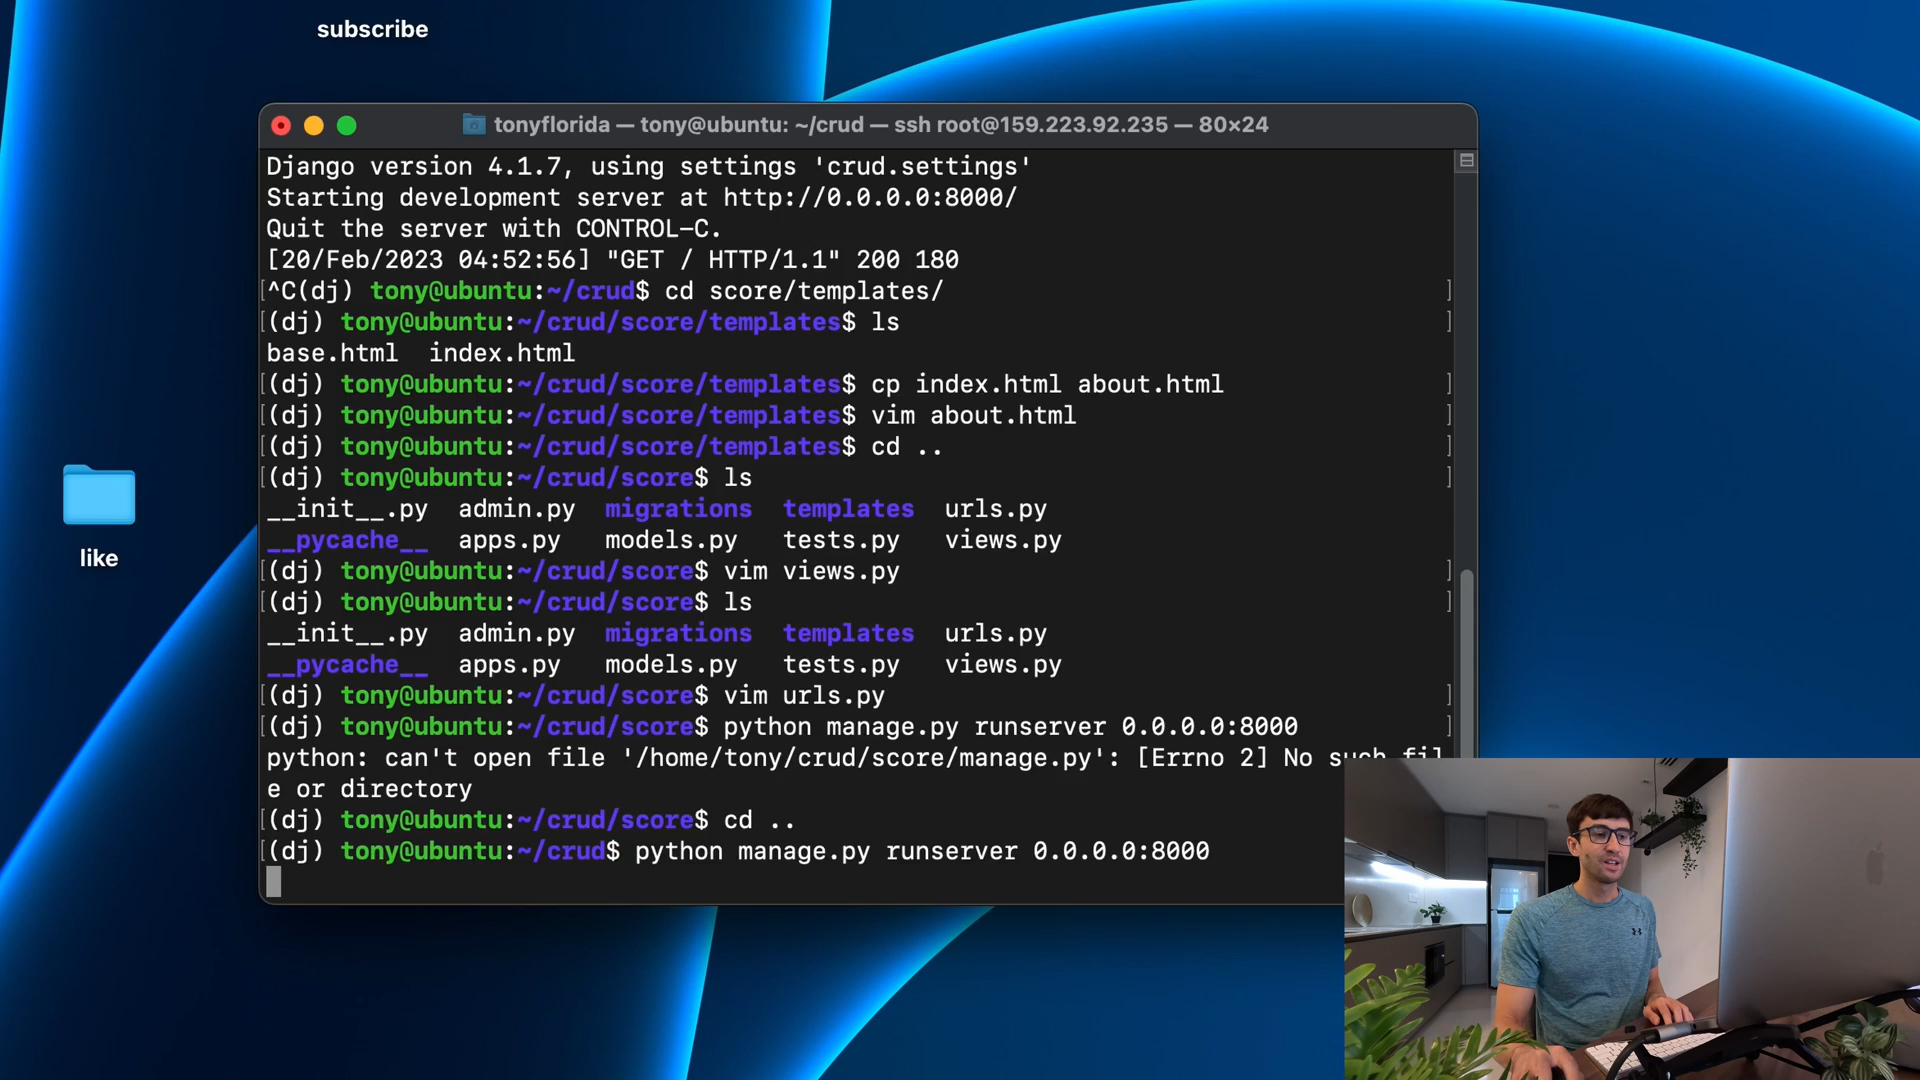 subscribe
tonyflorida — tony@ubuntu: ~/crud — ssh root@159.223.92.235 — 80×24
Django version 4.1.7, using settings 'crud.settings'
Starting development server at http://0.0.0.0:8000/
Quit the server with CONTROL-C.
[20/Feb/2023 04:52:56] "GET / HTTP/1.1" 200 180
[^C(dj) tony@ubuntu:~/crud$ cd score/templates/ ]
[(dj) tony@ubuntu:~/crud/score/templates$ ls ]
base.html  index.html
[(dj) tony@ubuntu:~/crud/score/templates$ cp index.html about.html ]
[(dj) tony@ubuntu:~/crud/score/templates$ vim about.html ]
[(dj) tony@ubuntu:~/crud/score/templates$ cd .. ]
[(dj) tony@ubuntu:~/crud/score$ ls ]
__init__.py  admin.py  migrations  templates  urls.py
__pycache__  apps.py  models.py  tests.py  views.py
[(dj) tony@ubuntu:~/crud/score$ vim views.py ]
[(dj) tony@ubuntu:~/crud/score$ ls ]
__init__.py  admin.py  migrations  templates  urls.py
__pycache__  apps.py  models.py  tests.py  views.py
[(dj) tony@ubuntu:~/crud/score$ vim urls.py ]
[(dj) tony@ubuntu:~/crud/score$ python manage.py runserver 0.0.0.0:8000 ]
python: can't open file '/home/tony/crud/score/manage.py': [Errno 2] No such fil
e or directory
[(dj) tony@ubuntu:~/crud/score$ cd ..
[(dj) tony@ubuntu:~/crud$ python manage.py runserver 0.0.0.0:8000
like